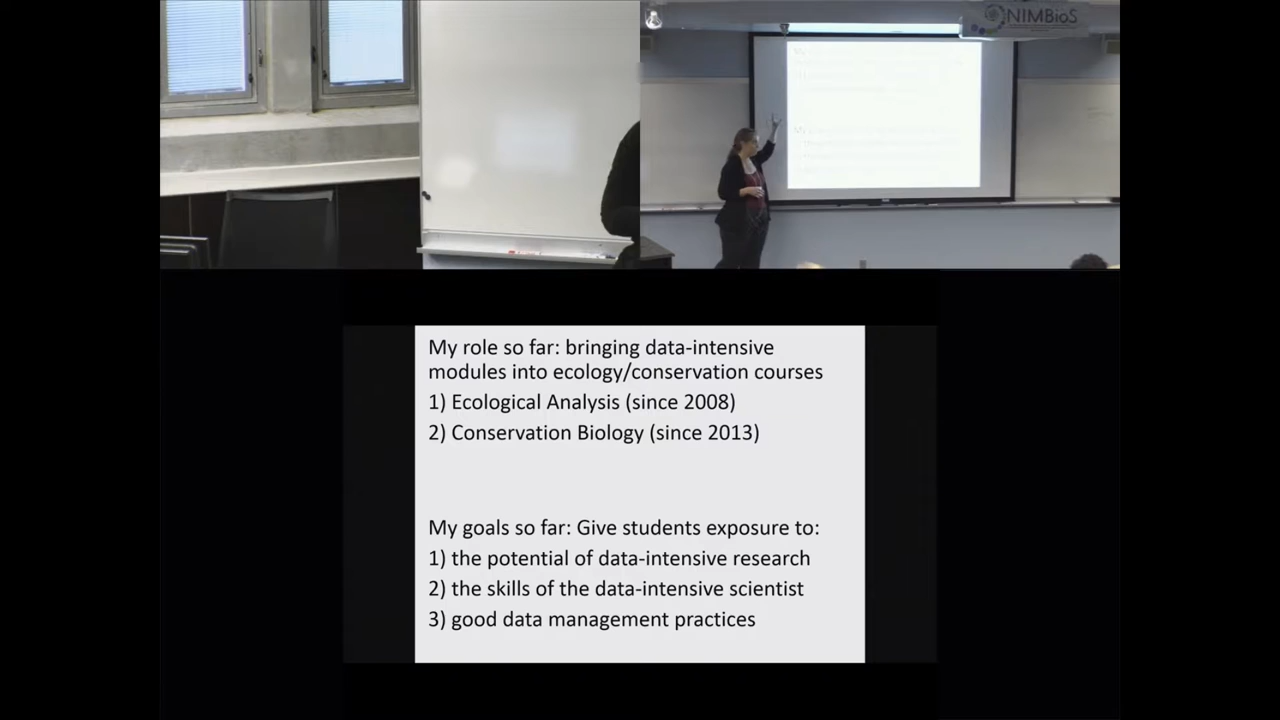 NIMBioS
My role so far: bringing data-intensive
modules into ecology/conservation courses
1) Ecological Analysis (since 2008)
2) Conservation Biology (since 2013)
My goals so far: Give students exposure to:
1) the potential of data-intensive research
2) the skills of the data-intensive scientist
3) good data management practices